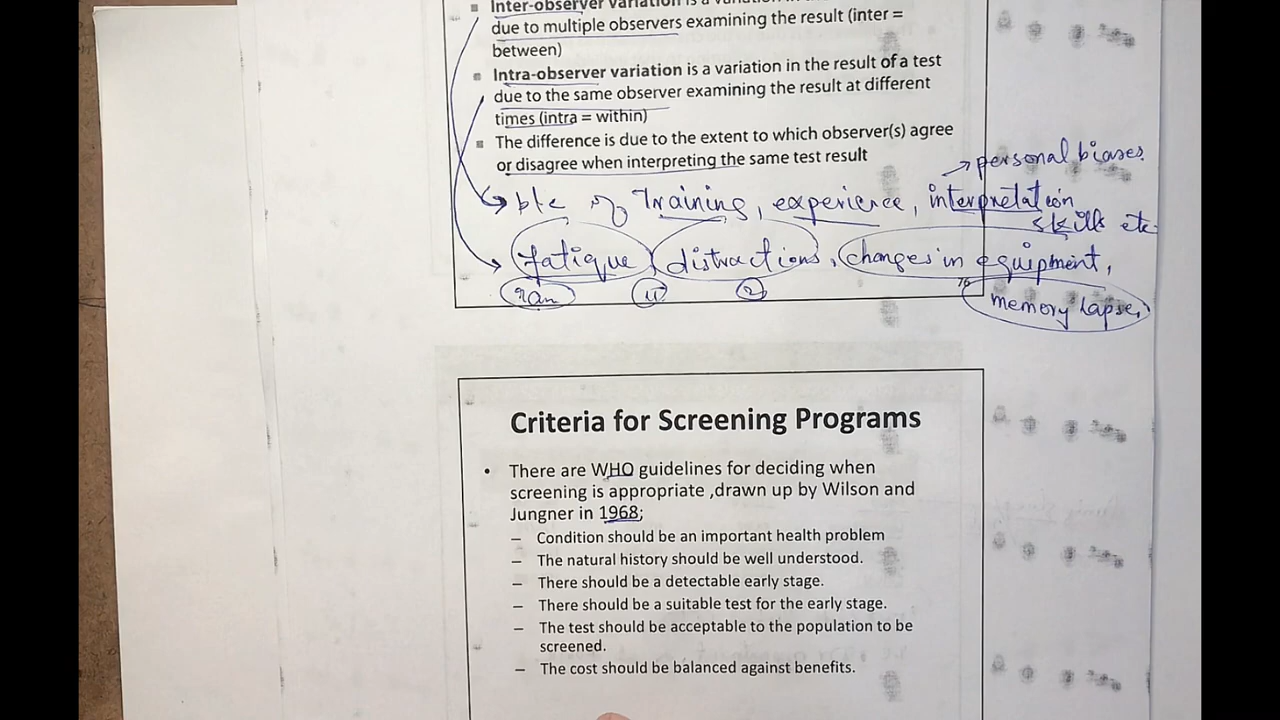 Inter-observer variation is a variation in
due to multiple observers examining the result (inter =
between)
Intra-observer variation is a variation in the result of a test
due to the same observer examining the result at different
times (intra = within)
The difference is due to the extent to which observer(s) agree
or disagree when interpreting the same test result
→ personal biases
b/c of Training, experience, interpretation
skills etc
fatique, distractions, changes in equipment,
76
memory lapse,
Criteria for Screening Programs
• There are WHO guidelines for deciding when
screening is appropriate ,drawn up by Wilson and
Jungner in 1968;
– Condition should be an important health problem
– The natural history should be well understood.
– There should be a detectable early stage.
– There should be a suitable test for the early stage.
– The test should be acceptable to the population to be
screened.
– The cost should be balanced against benefits.